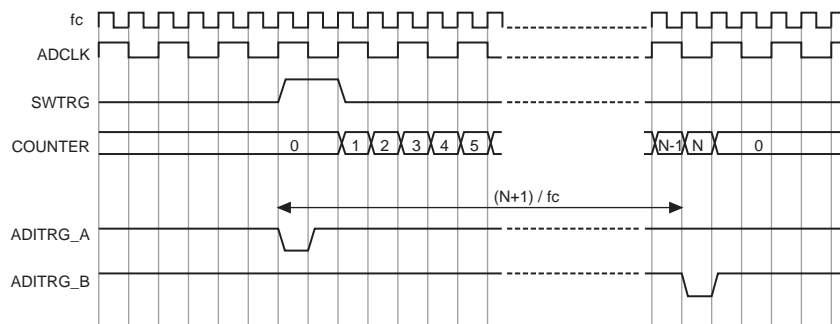 fc
ADCLK
SWTRG
COUNTER 0 1 2 3 4 5 N-1 N 0
(N+1) / fc
ADITRG_A
ADITRG_B